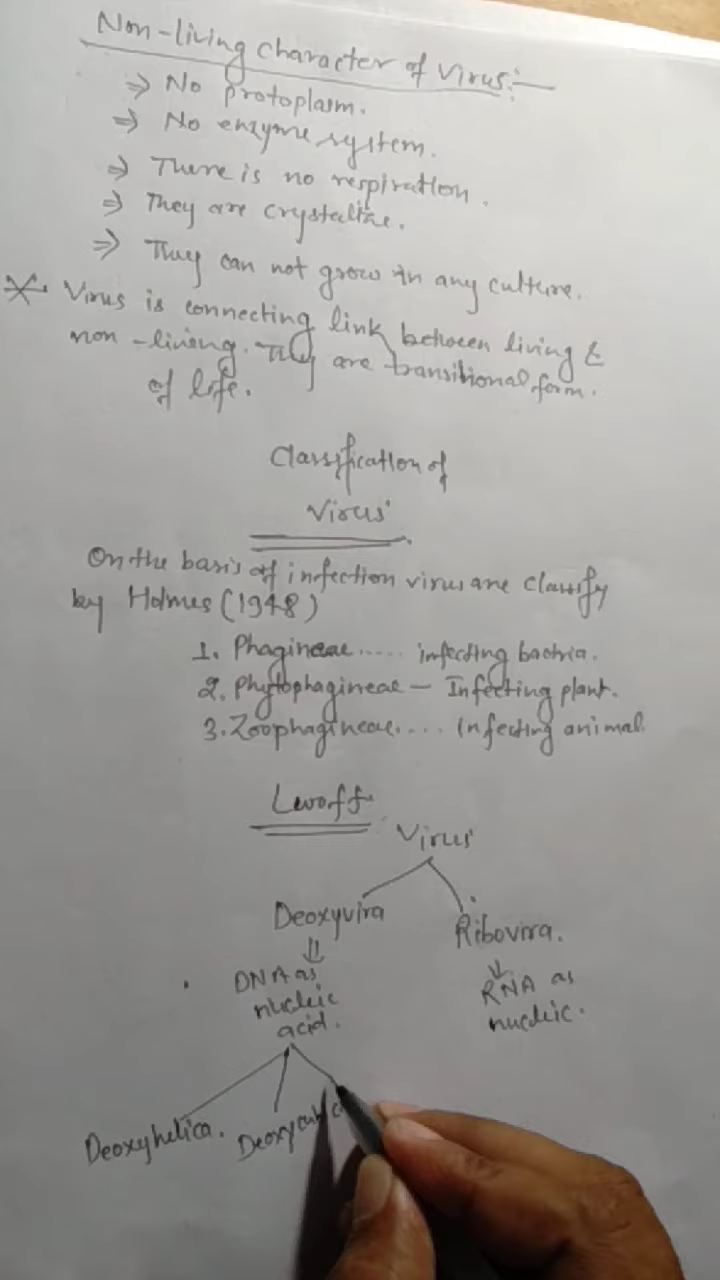 Non-living character of Virus:-
⇒ No protoplasm.
⇒ No enzyme system.
⇒ There is no respiration.
⇒ They are crystalize.
⇒ They can not grow in any culture.
* Virus is connecting link between living &
non-living. They are transitional form.
of life.
Classification of
Virus
On the basis of infection virus are classify
by Holmes (1948)
1. Phagineae..... infecting bactria.
2. Phytophagineae - Infecting plant.
3. Zoophagineae.... Infecting animal.
Lwoff
Virus
Deoxyvira
Ribovira.
⇓
↓
DNA as
nucleic
acid.
RNA as
nucleic.
Deoxyhelica.